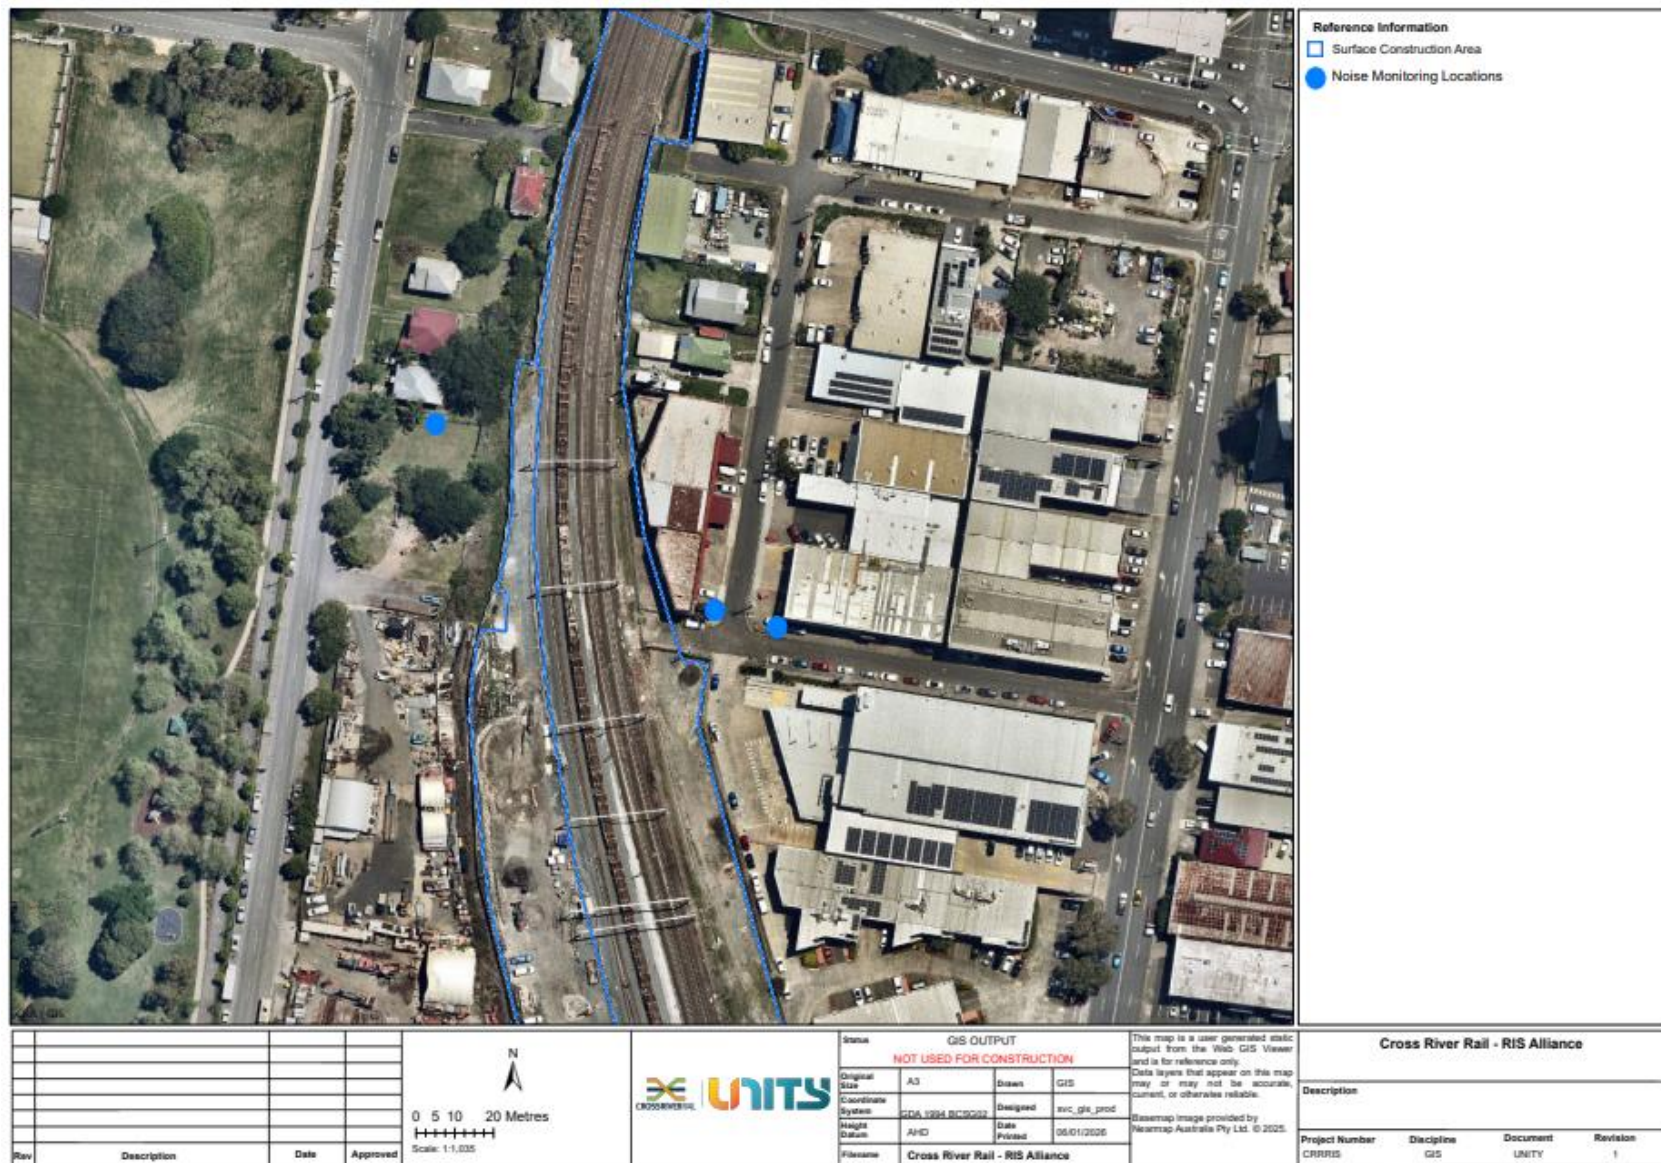 Reference Information
Surface Construction Area
Noise Monitoring Locations
Rev
Description
Date
Approved
N
0 5 10 20 Metres
Scale: 1:1,035
CROSSRIVERRAIL
UNITY
Status
GIS OUTPUT
NOT USED FOR CONSTRUCTION
Original Size
A3
Drawn
GIS
Coordinate System
GDA 1994 BCSG02
Designed
svc_gis_prod
Height Datum
AHD
Date Printed
06/01/2026
Filename
Cross River Rail - RIS Alliance
This map is a user generated static
output from the Web GIS Viewer
and is for reference only.
Data layers that appear on this map
may or may not be accurate,
current, or otherwise reliable.
Basemap Image provided by
Nearmap Australia Pty Ltd. © 2025.
Cross River Rail - RIS Alliance
Description
Project Number
Discipline
Document
Revision
CRRRIS
GIS
UNITY
1